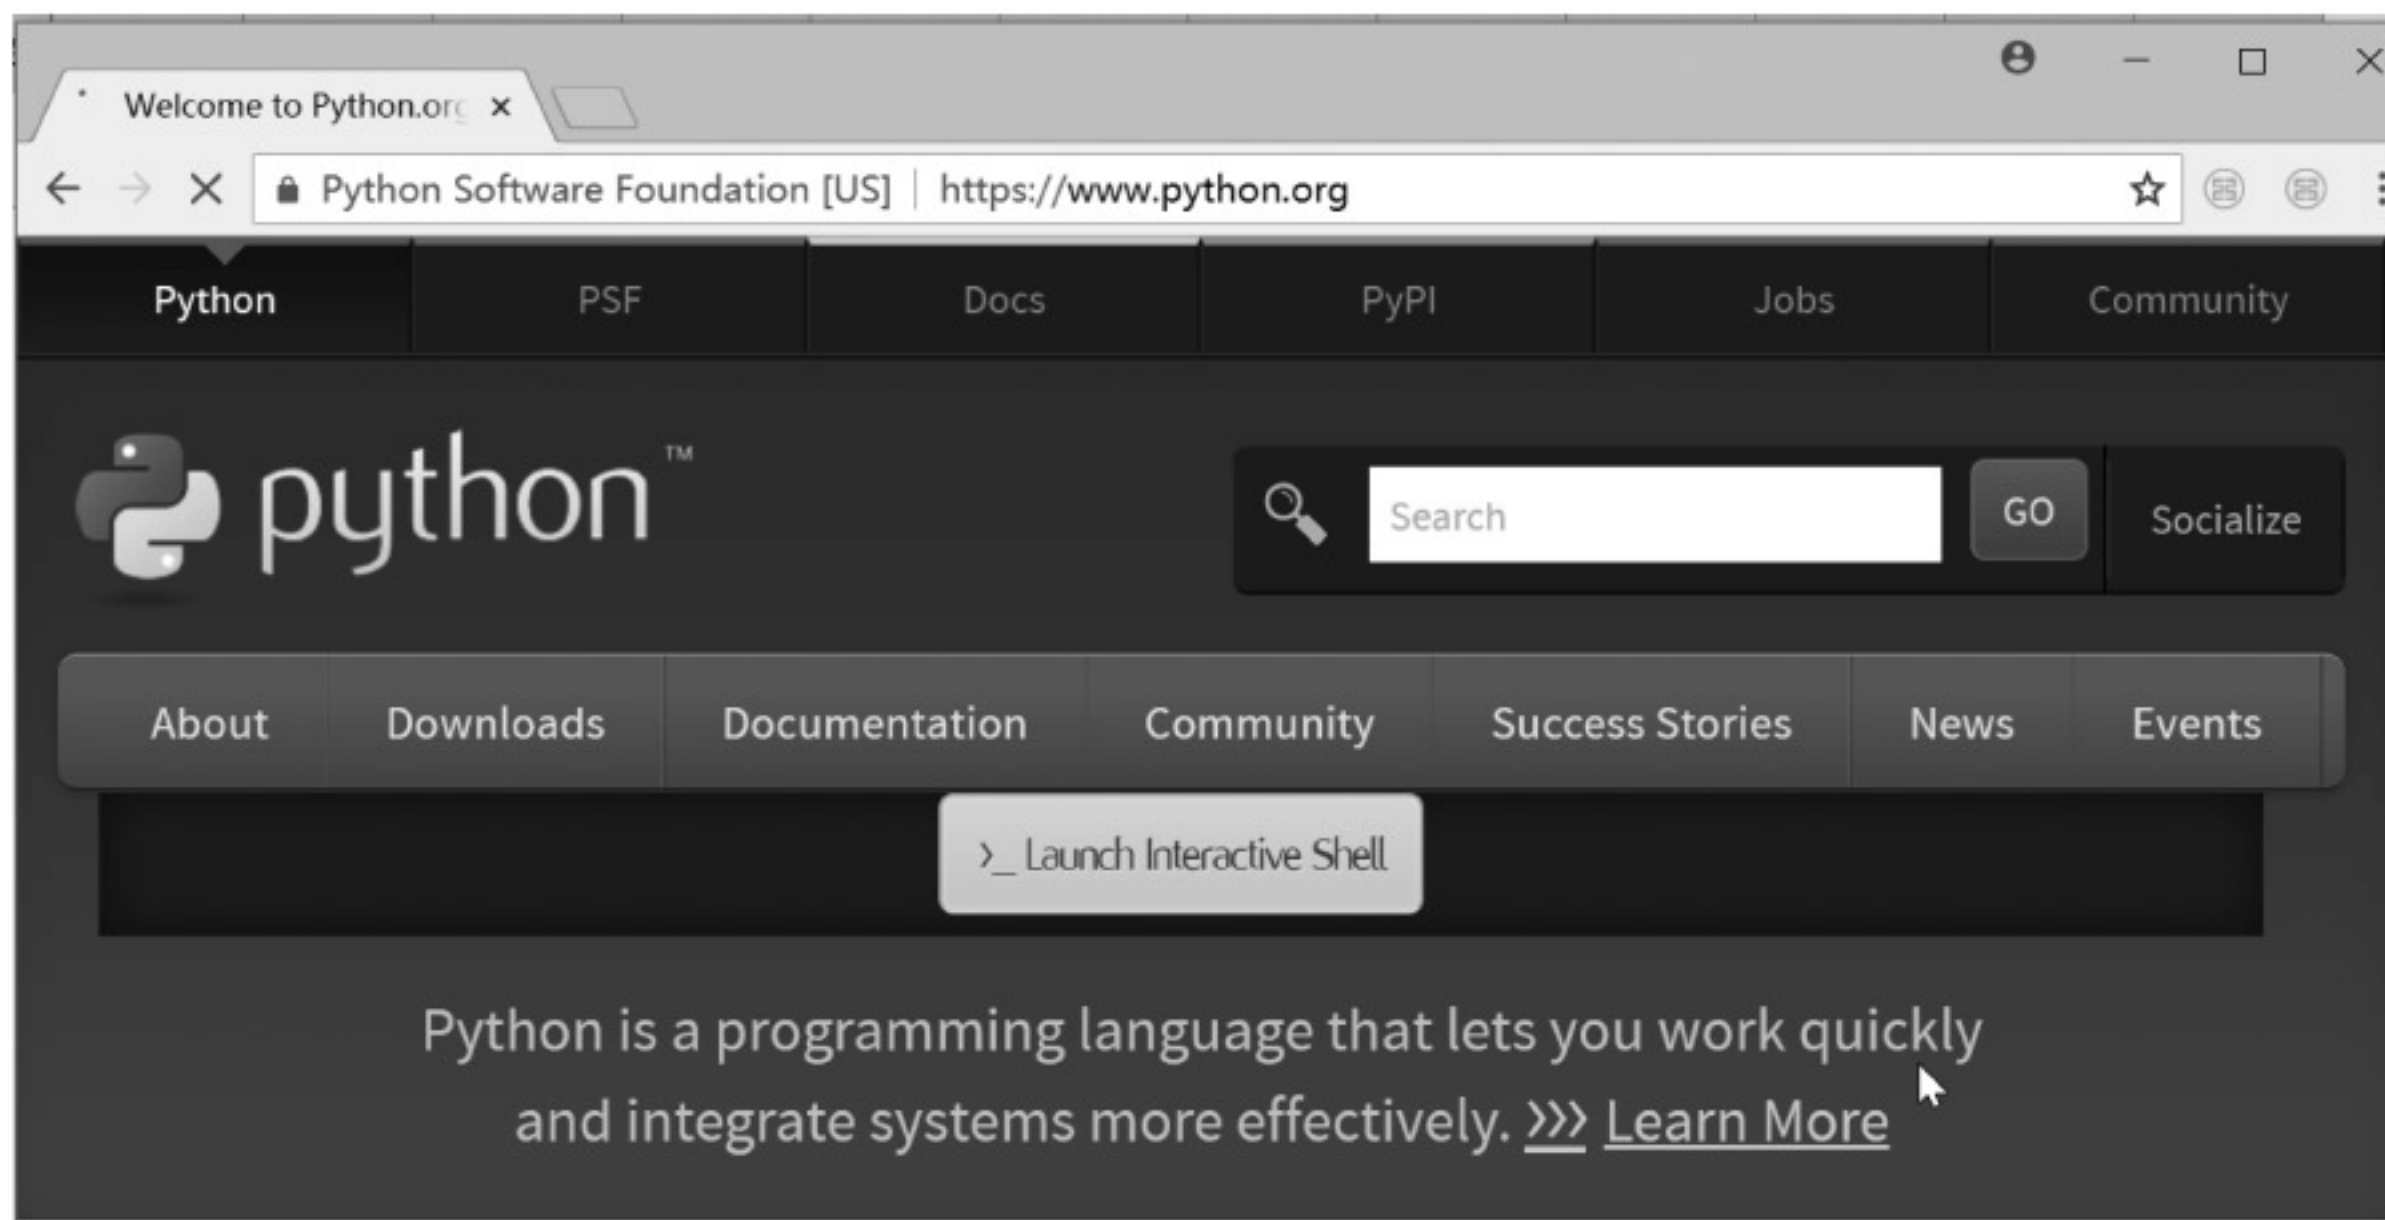 Welcome to Python.org
Python Software Foundation [US] https://www.python.org
Python PSF Docs PyPI Jobs Community
python™
Search GO Socialize
About Downloads Documentation Community Success Stories News Events
>_ Launch Interactive Shell
Python is a programming language that lets you work quickly
and integrate systems more effectively. >>> Learn More